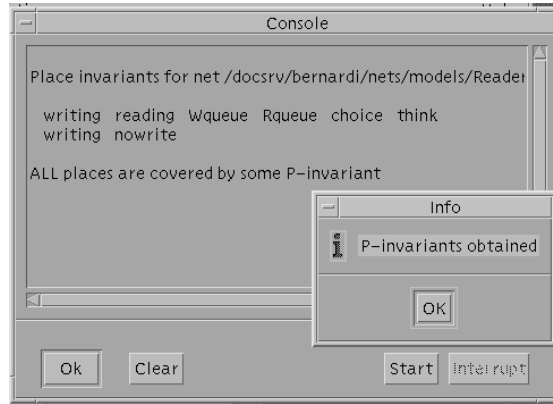 Console
Place invariants for net /docsrv/bernardi/nets/models/Reader
writing reading Wqueue Rqueue choice think
writing nowrite
ALL places are covered by some P-invariant
Info
i P-invariants obtained
OK
Ok Clear Start Interrupt